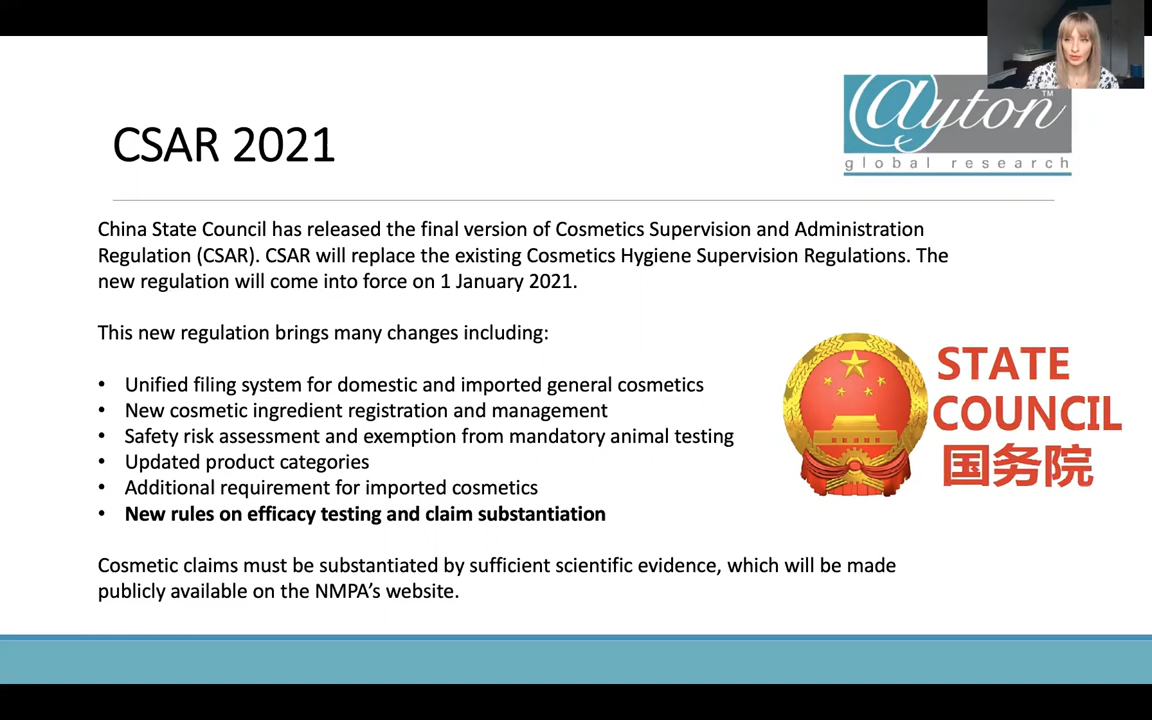 CSAR 2021
@yton™
global research
China State Council has released the final version of Cosmetics Supervision and Administration
Regulation (CSAR). CSAR will replace the existing Cosmetics Hygiene Supervision Regulations. The
new regulation will come into force on 1 January 2021.
This new regulation brings many changes including:
• Unified filing system for domestic and imported general cosmetics
• New cosmetic ingredient registration and management
• Safety risk assessment and exemption from mandatory animal testing
• Updated product categories
• Additional requirement for imported cosmetics
• New rules on efficacy testing and claim substantiation
STATE
COUNCIL
国务院
Cosmetic claims must be substantiated by sufficient scientific evidence, which will be made
publicly available on the NMPA’s website.